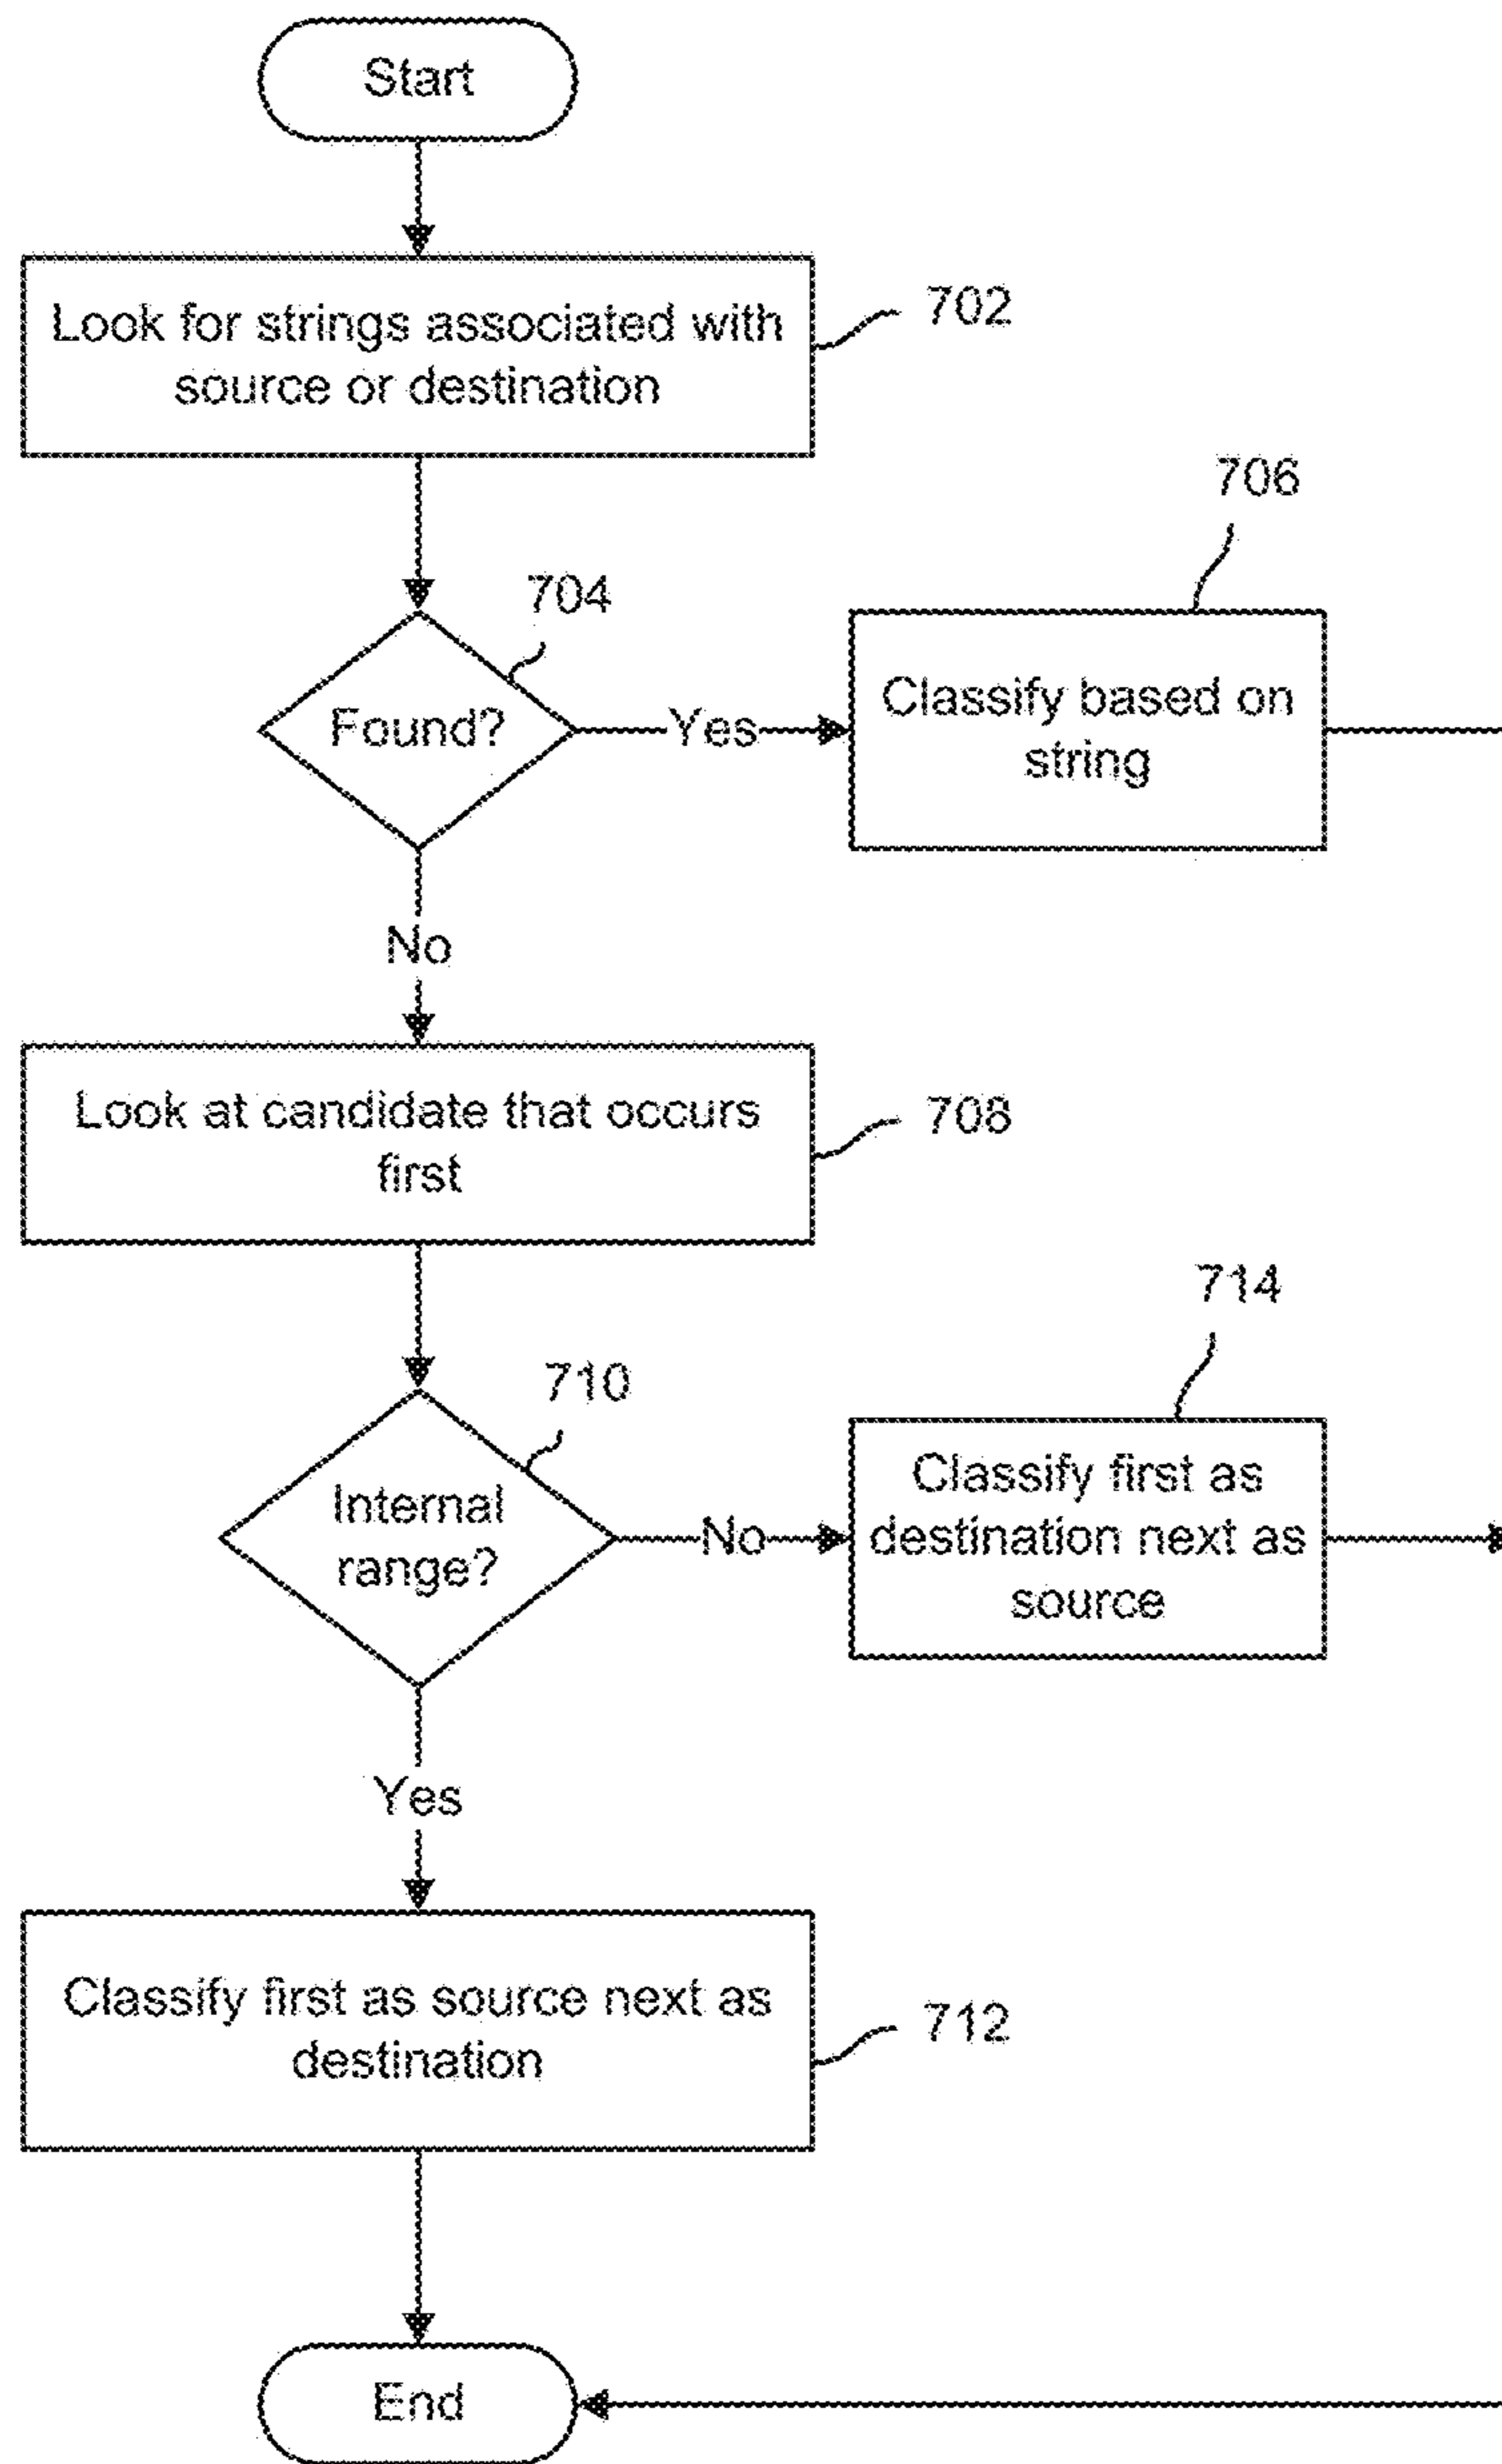 Start
Look for strings associated with
source or destination
702
704
Found?
Yes
706
Classify based on
string
No
Look at candidate that occurs
first
708
710
Internal
range?
No
714
Classify first as
destination next as
source
Yes
Classify first as source next as
destination
712
End